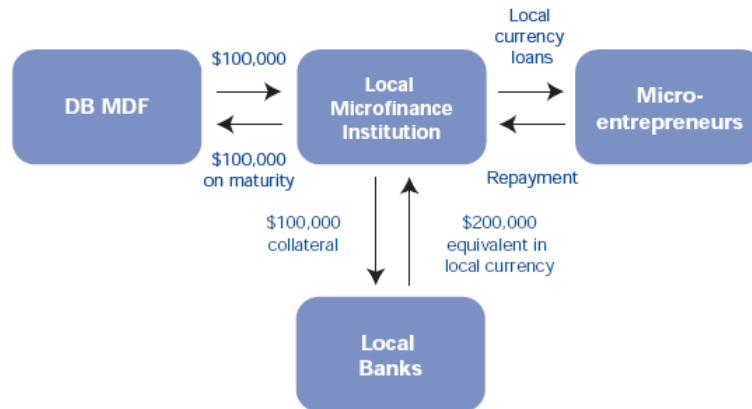 DB MDF
$100,000
$100,000
on maturity
Local
Microfinance
Institution
Local
currency
loans
Repayment
Micro-
entrepreneurs
$100,000
collateral
$200,000
equivalent in
local currency
Local
Banks